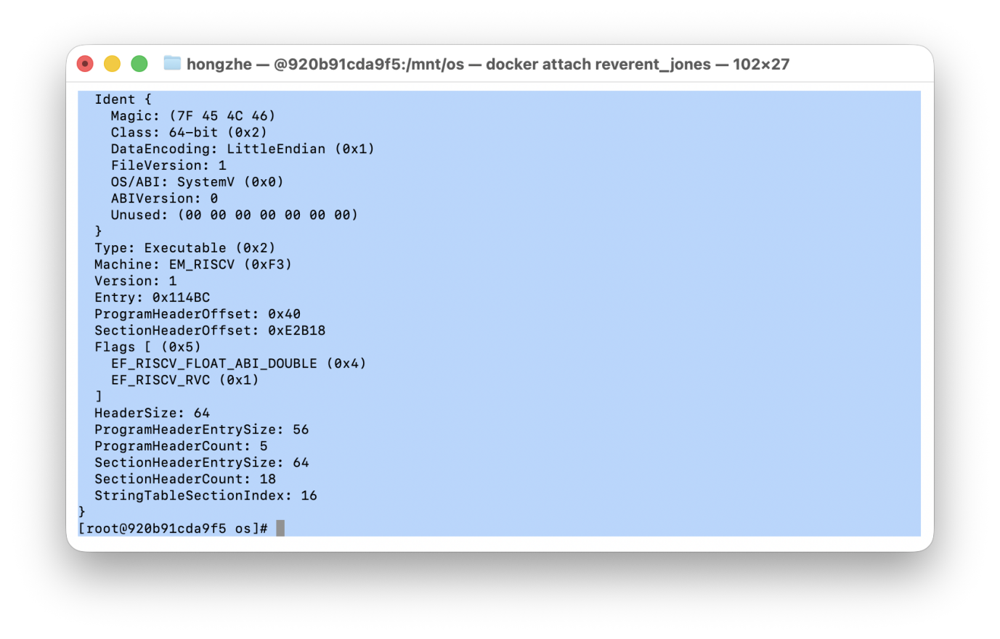 hongzhe — @920b91cda9f5:/mnt/os — docker attach reverent_jones — 102×27
Ident {
Magic: (7F 45 4C 46)
Class: 64-bit (0x2)
DataEncoding: LittleEndian (0x1)
FileVersion: 1
OS/ABI: SystemV (0x0)
ABIVersion: 0
Unused: (00 00 00 00 00 00 00)
}
Type: Executable (0x2)
Machine: EM_RISCV (0xF3)
Version: 1
Entry: 0x114BC
ProgramHeaderOffset: 0x40
SectionHeaderOffset: 0xE2B18
Flags [ (0x5)
EF_RISCV_FLOAT_ABI_DOUBLE (0x4)
EF_RISCV_RVC (0x1)
]
HeaderSize: 64
ProgramHeaderEntrySize: 56
ProgramHeaderCount: 5
SectionHeaderEntrySize: 64
SectionHeaderCount: 18
StringTableSectionIndex: 16
}
[root@920b91cda9f5 os]#